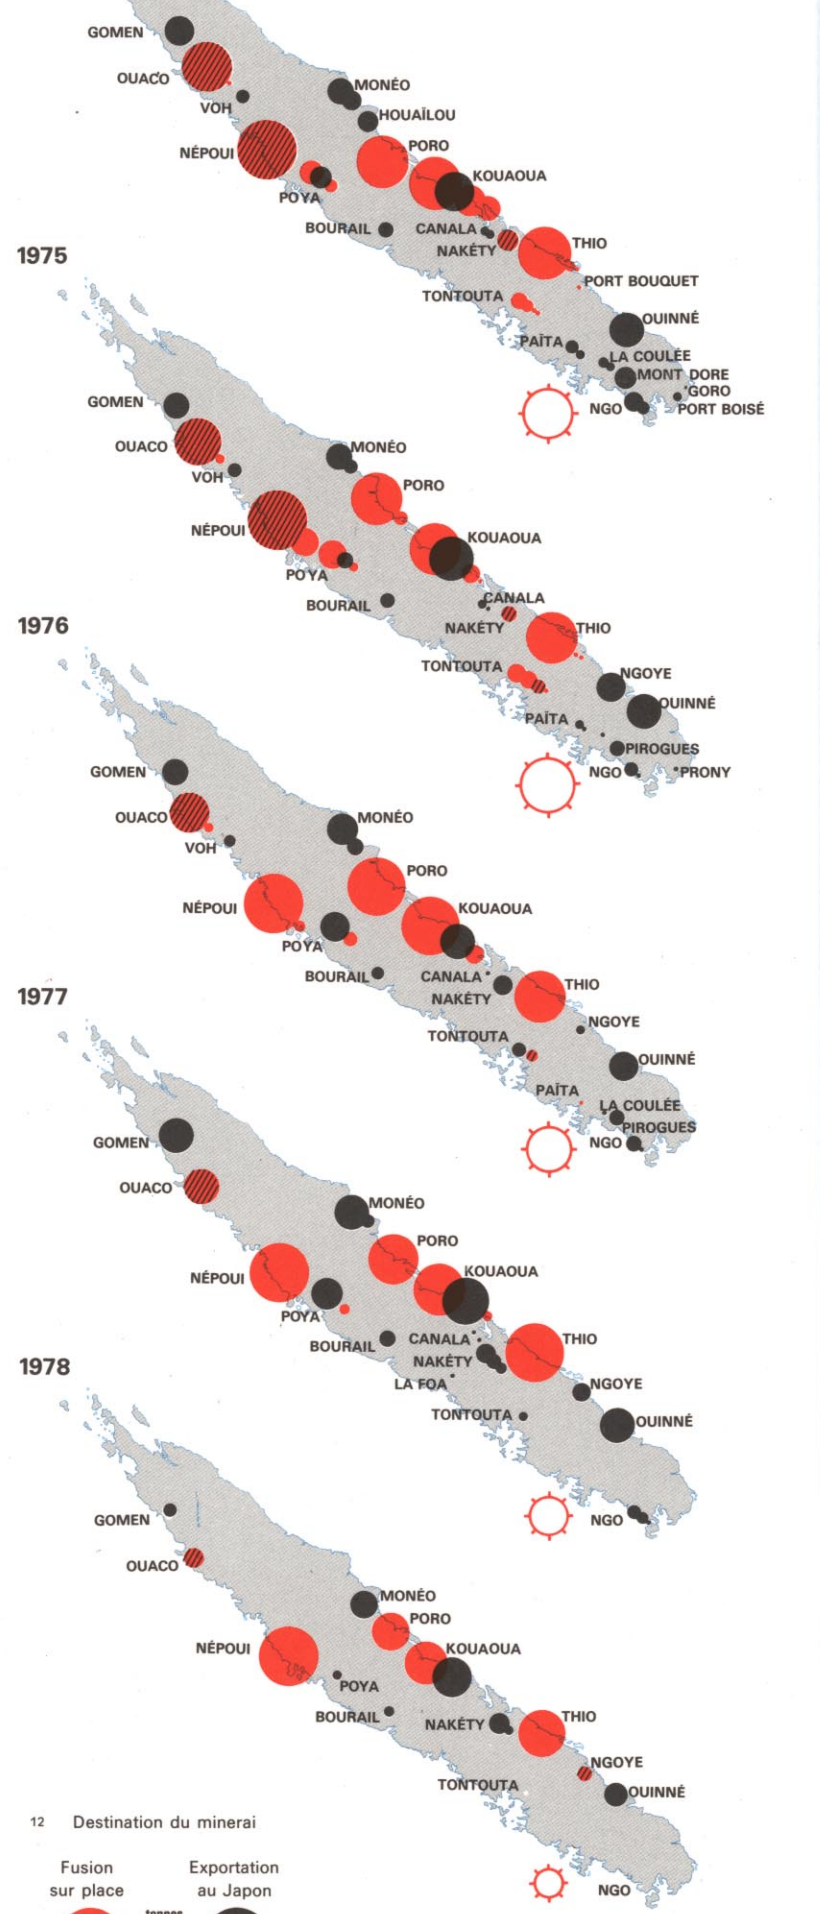 GOMEN
OUACO
VOH
MONÉO
HOUAÏLOU
NÉPOUI
PORO
KOUAOUA
POYA
BOURAIL
CANALA
NAKÉTY
THIO
1975
PORT BOUQUET
TONTOUTA
OUINNÉ
PAÏTA
LA COULÉE
MONT DORE
GORO
NGO
PORT BOISÉ
GOMEN
OUACO
MONÉO
VOH
PORO
NÉPOUI
KOUAOUA
POYA
BOURAIL
CANALA
NAKÉTY
THIO
1976
TONTOUTA
NGOYE
OUINNÉ
PAÏTA
PIROGUES
NGO
PRONY
GOMEN
OUACO
MONÉO
VOH
PORO
NÉPOUI
KOUAOUA
POYA
BOURAIL
CANALA
NAKÉTY
THIO
1977
NGOYE
TONTOUTA
OUINNÉ
PAÏTA
LA COULÉE
PIROGUES
NGO
GOMEN
OUACO
MONÉO
PORO
NÉPOUI
KOUAOUA
POYA
BOURAIL
CANALA
THIO
NAKÉTY
1978
LA FOA
NGOYE
TONTOUTA
OUINNÉ
NGO
GOMEN
OUACO
MONÉO
PORO
NÉPOUI
KOUAOUA
POYA
BOURAIL
NAKÉTY
THIO
NGOYE
TONTOUTA
OUINNÉ
12 Destination du minerai
Fusion
sur place
Exportation
au Japon
NGO
tonnes